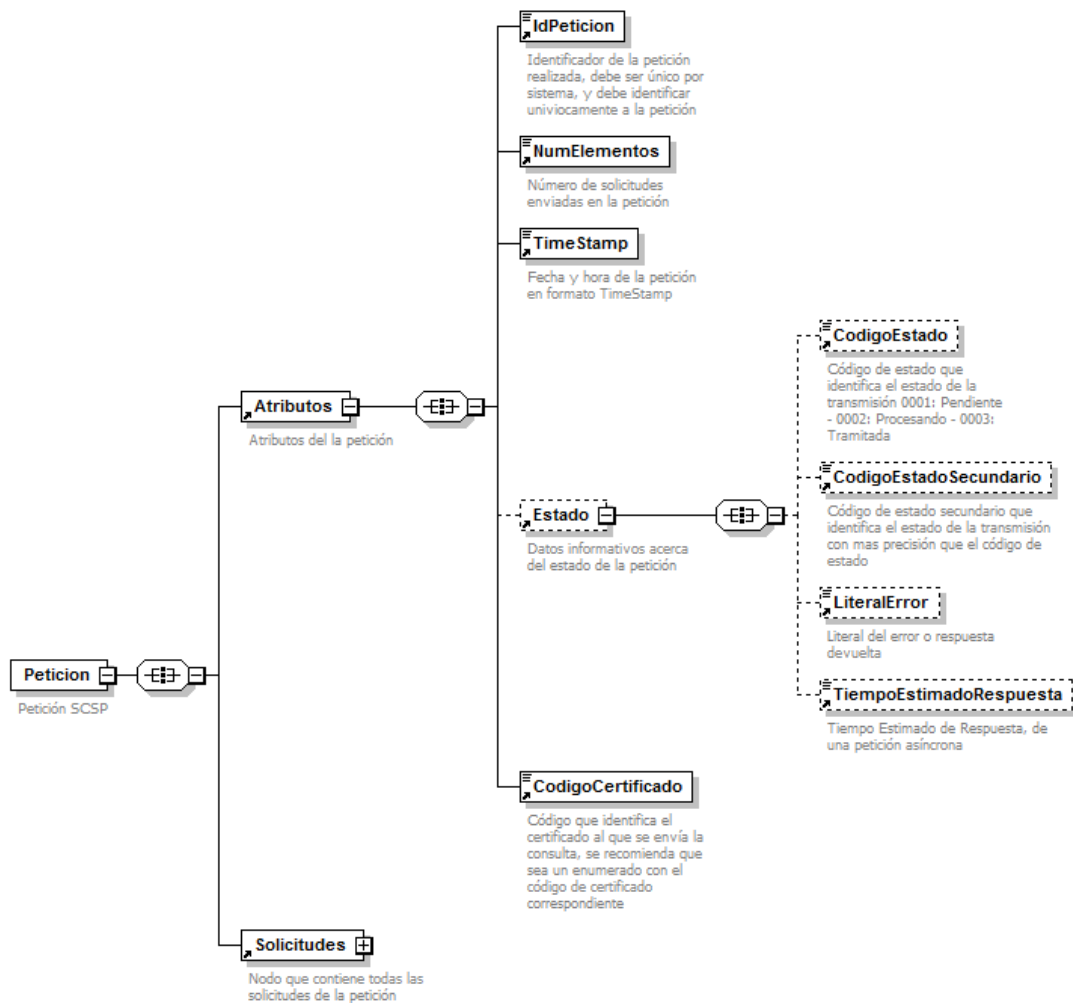 IdPeticion
Identificador de la petición
realizada, debe ser único por
sistema, y debe identificar
univiocamente a la petición
NumElementos
Número de solicitudes
enviadas en la petición
TimeStamp
Fecha y hora de la petición
en formato TimeStamp
CodigoEstado
Código de estado que
identifica el estado de la
transmisión 0001: Pendiente
- 0002: Procesando - 0003:
Tramitada
Atributos
Atributos del la petición
CodigoEstadoSecundario
Código de estado secundario que
identifica el estado de la transmisión
con mas precisión que el código de
estado
Estado
Datos informativos acerca
del estado de la petición
LiteralError
Literal del error o respuesta
devuelta
Peticion
Petición SCSP
TiempoEstimadoRespuesta
Tiempo Estimado de Respuesta, de
una petición asíncrona
CodigoCertificado
Código que identifica el
certificado al que se envía la
consulta, se recomienda que
sea un enumerado con el
código de certificado
correspondiente
Solicitudes
Nodo que contiene todas las
solicitudes de la petición